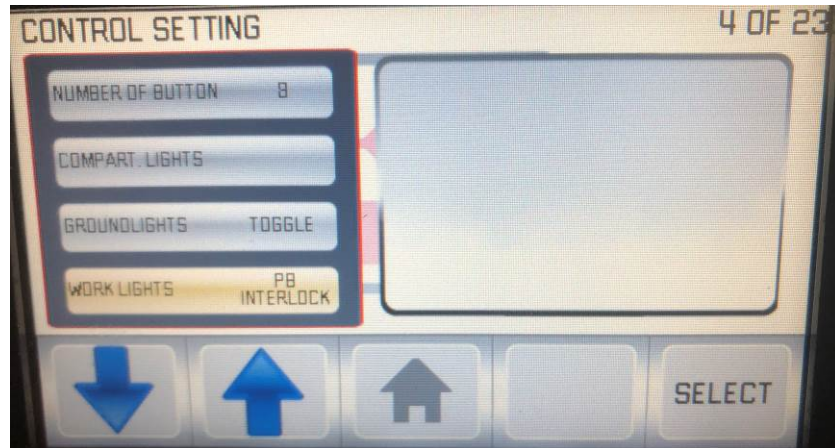 CONTROL SETTING
4 OF 23
NUMBER OF BUTTON 8
COMPART. LIGHTS
GROUNDLIGHTS TOGGLE
WORK LIGHTS PB INTERLOCK
SELECT